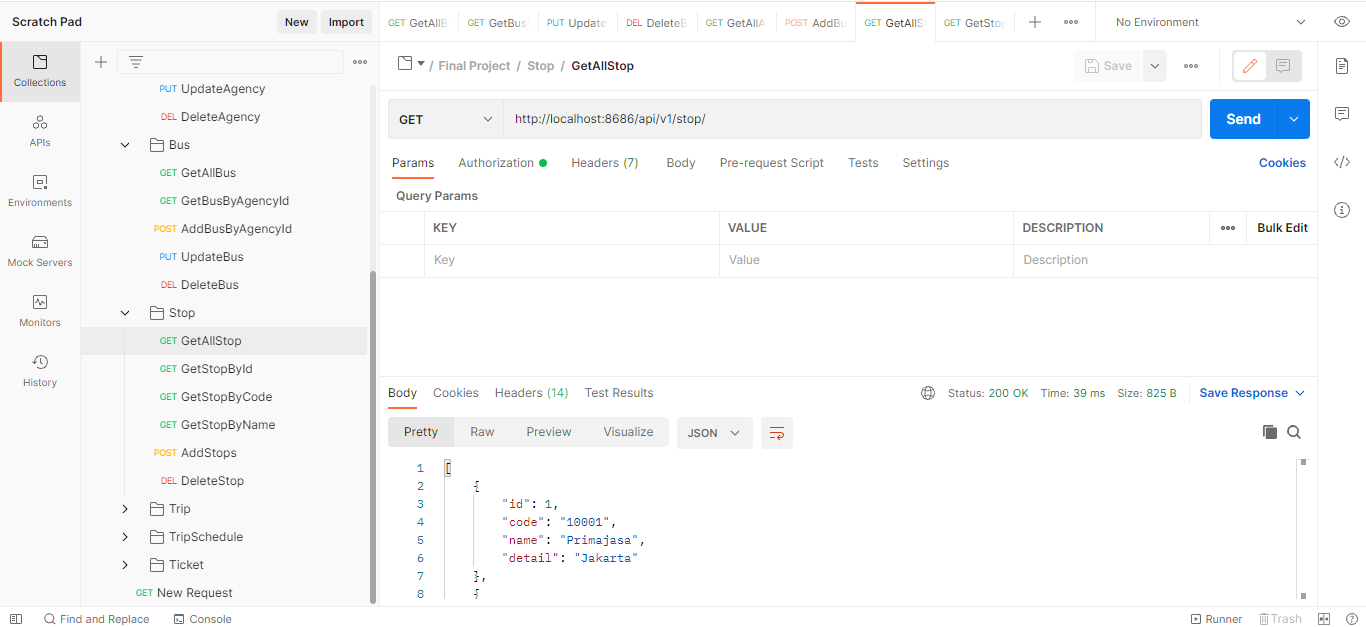 Scratch Pad
New
Import
GET GetAllB
GET GetBus
PUT Update
DEL DeleteB
GET GetAllA
POST AddBu
GET GetAllS
GET GetSto
No Environment
Collections
APIs
Environments
Mock Servers
Monitors
History
PUT UpdateAgency
DEL DeleteAgency
Bus
GET GetAllBus
GET GetBusByAgencyId
POST AddBusByAgencyId
PUT UpdateBus
DEL DeleteBus
Stop
GET GetAllStop
GET GetStopById
GET GetStopByCode
GET GetStopByName
POST AddStops
DEL DeleteStop
Trip
TripSchedule
Ticket
GET New Request
/ Final Project / Stop / GetAllStop
Save
GET
http://localhost:8686/api/v1/stop/
Send
Params
Authorization
Headers (7)
Body
Pre-request Script
Tests
Settings
Cookies
Query Params
KEY
VALUE
DESCRIPTION
Bulk Edit
Key
Value
Description
Body
Cookies
Headers (14)
Test Results
Status: 200 OK
Time: 39 ms
Size: 825 B
Save Response
Pretty
Raw
Preview
Visualize
JSON
1 [
2 {
3 "id": 1,
4 "code": "10001",
5 "name": "Primajasa",
6 "detail": "Jakarta"
7 },
8 {
Find and Replace
Console
Runner
Trash